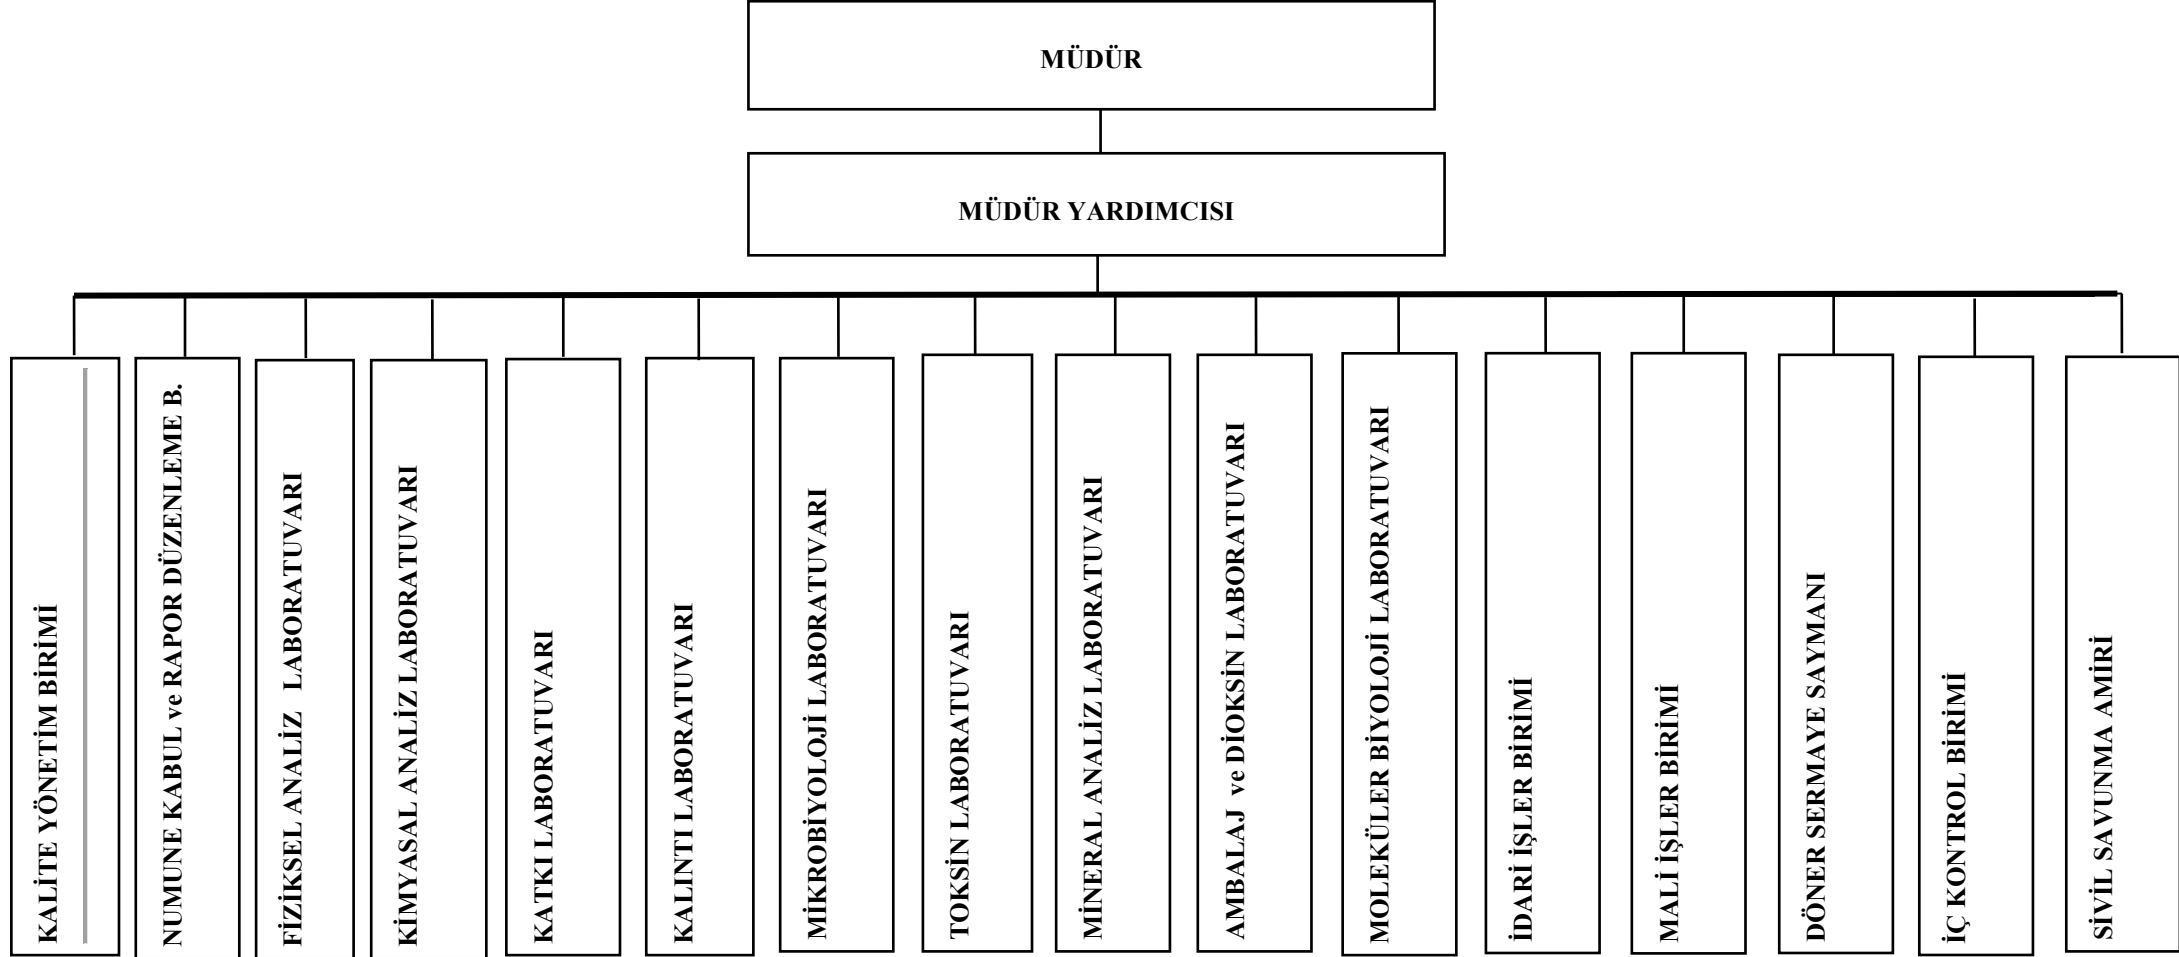 MÜDÜR
MÜDÜR YARDIMCISI
KALİTE YÖNETİM BİRİMİ
NUMUNE KABUL ve RAPOR DÜZENLEME B.
FİZİKSEL ANALİZ LABORATUVARI
KİMYASAL ANALİZ LABORATUVARI
KATKI LABORATUVARI
KALINTI LABORATUVARI
MİKROBİYOLOJİ LABORATUVARI
TOKSİN LABORATUVARI
MİNERAL ANALİZ LABORATUVARI
AMBALAJ ve DİOKSİN LABORATUVARI
MOLEKÜLER BİYOLOJİ LABORATUVARI
İDARİ İŞLER BİRİMİ
MALİ İŞLER BİRİMİ
DÖNER SERMAYE SAYMANI
İÇ KONTROL BİRİMİ
SİVİL SAVUNMA AMİRİ